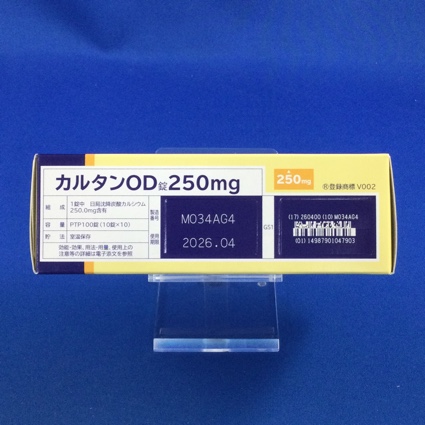 カルタンOD錠250mg
250mg
®登録商標 V002
組成 1錠中 日局沈降炭酸カルシウム
250.0mg含有
容量 PTP100錠(10錠×10)
貯法 室温保存
効能・効果、用法・用量、使用上の
注意等の詳細は電子添文を参照
製造番号 M034AG4
使用期限 2026.04
GS1
(17) 260400 (10) M034AG4
(01) 14987901047903